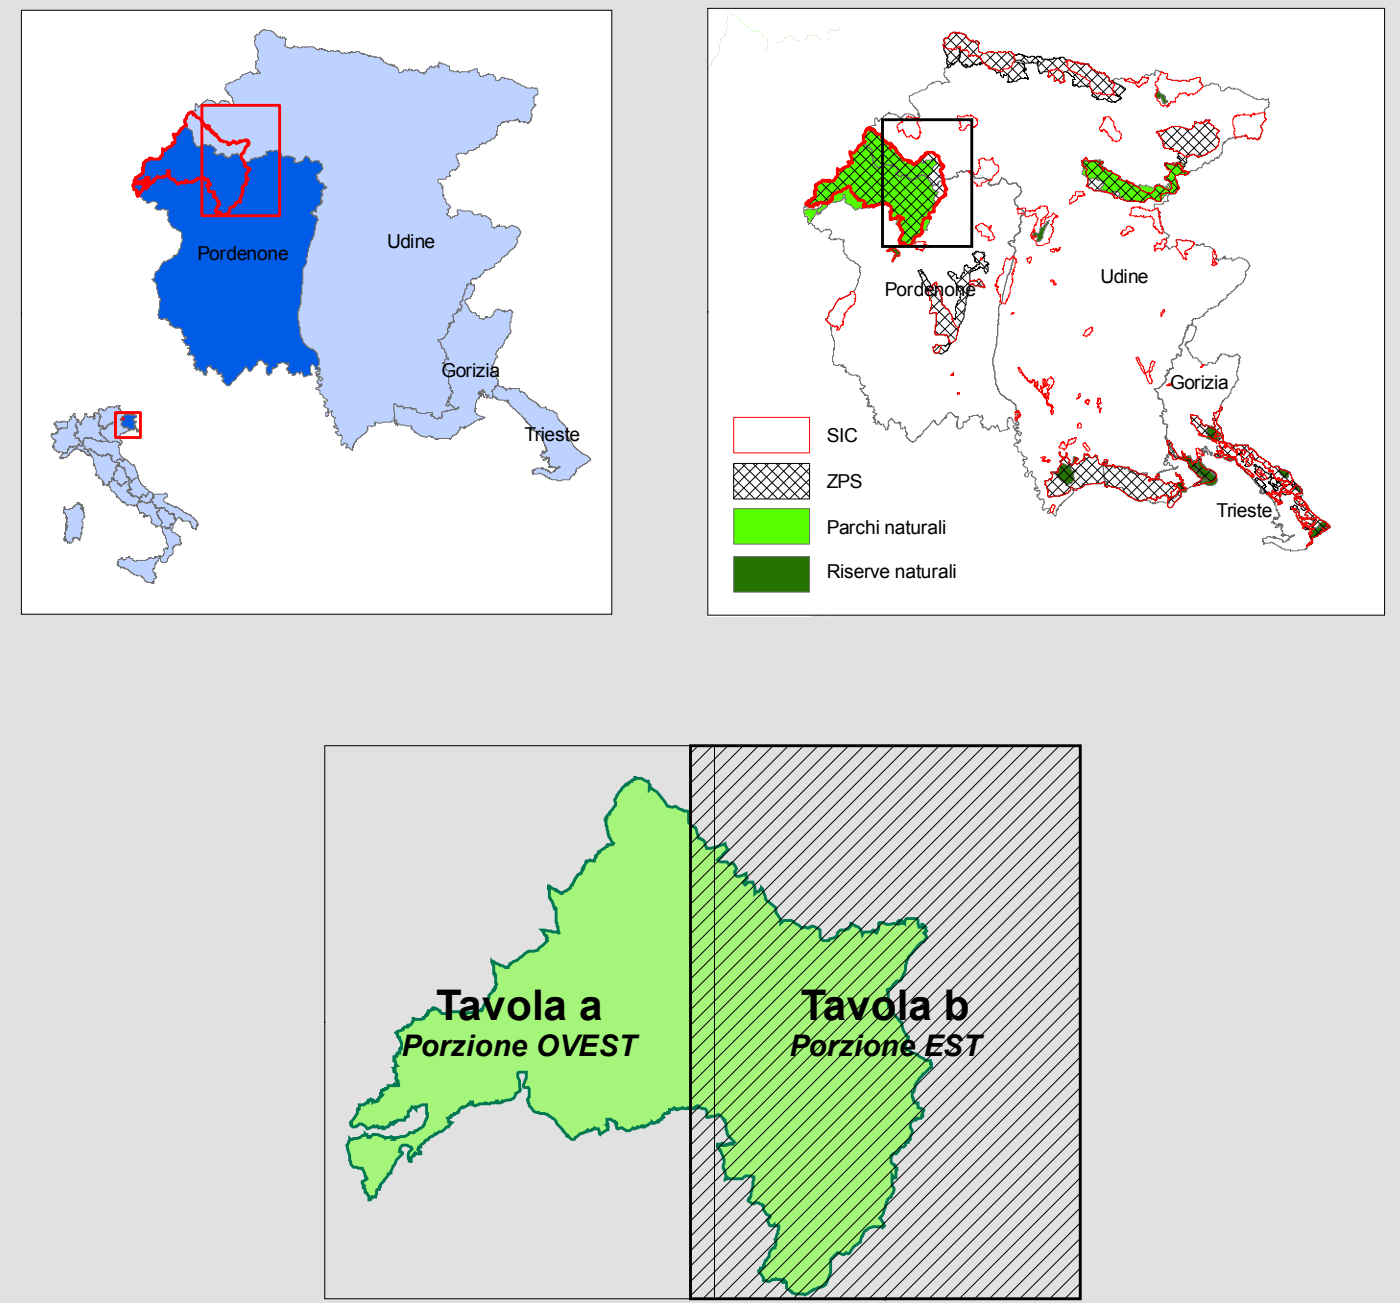 Pordenone
Udine
Gorizia
Trieste
Pordenone
Udine
Gorizia
Trieste
SIC
ZPS
Parchi naturali
Riserve naturali
Tavola a
Porzione OVEST
Tavola b
Porzione EST